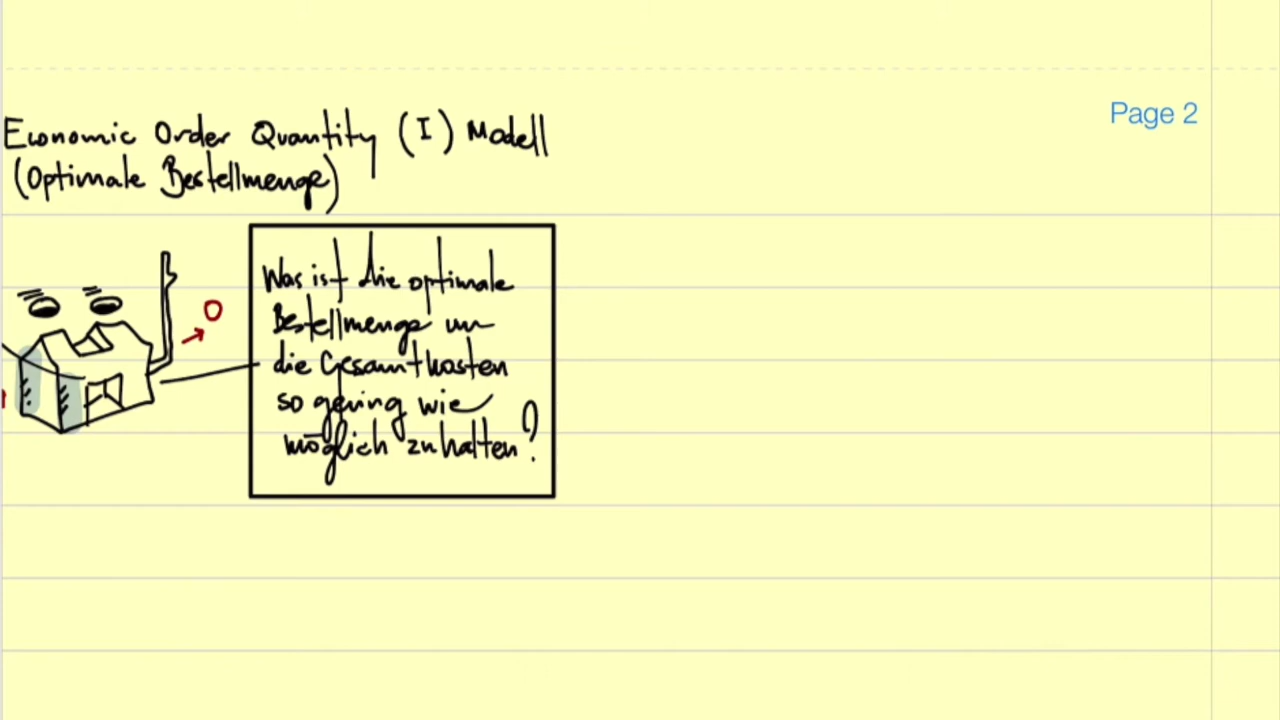 Page 2
Economic Order Quantity (I) Modell
(Optimale Bestellmenge)
Was ist die optimale
Bestellmenge um
die Gesamtkosten
so gering wie
möglich zu halten?
O